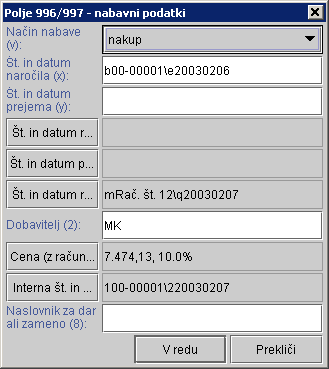 Polje 996/997 - nabavni podatki
Način nabave
(v):
nakup
Št. in datum
naročila (x):
b00-00001\e20030206
Št. in datum
prejema (y):
Št. in datum r...
Št. in datum p...
Št. in datum r...
mRač. št. 12\q20030207
Dobavitelj (2):
MK
Cena (z račun...
7.474,13, 10.0%
Interna št. in ...
100-00001\220030207
Naslovnik za dar
ali zameno (8):
V redu
Prekliči